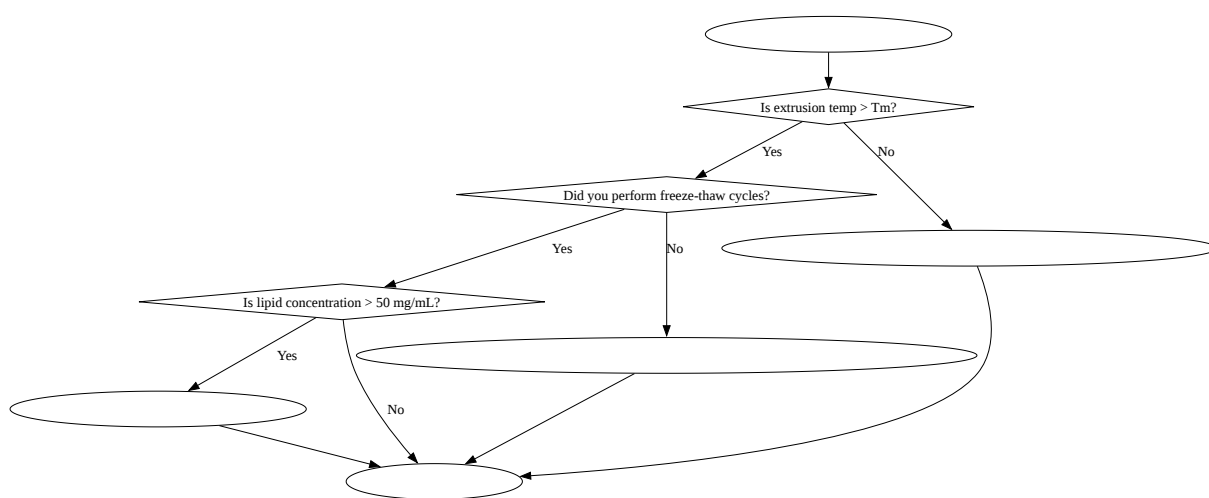 Is extrusion temp > Tm?
Yes
No
Did you perform freeze-thaw cycles?
Yes
No
Is lipid concentration > 50 mg/mL?
Yes
No